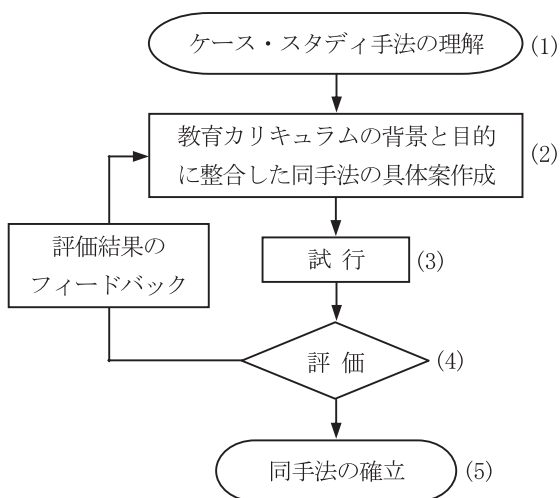 ケース・スタディ手法の理解 (1)
教育カリキュラムの背景と目的
に整合した同手法の具体案作成 (2)
評価結果の
フィードバック
試 行 (3)
評 価 (4)
同手法の確立 (5)